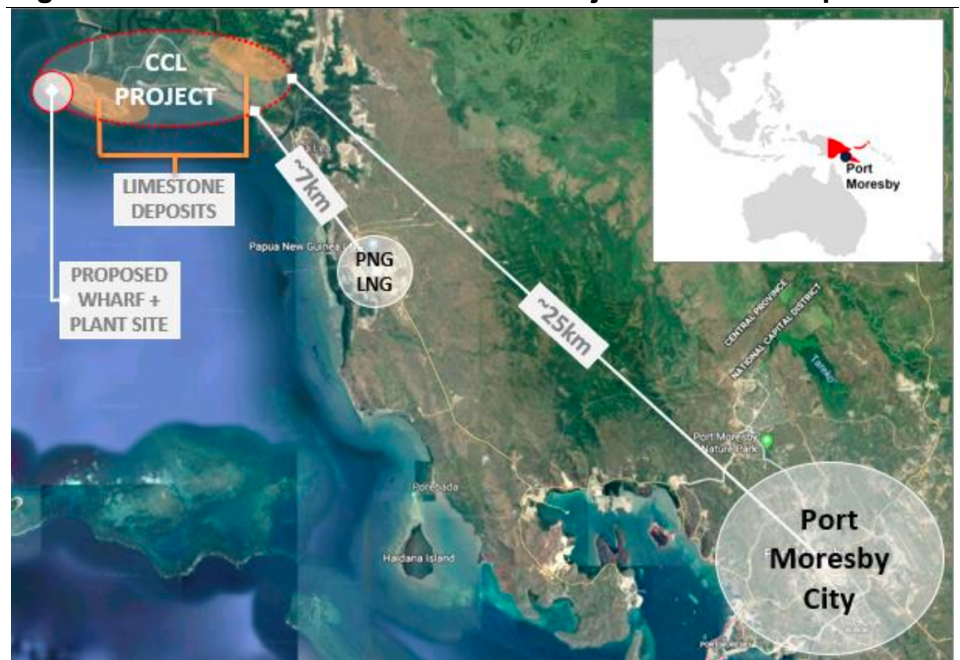 CCL
PROJECT
LIMESTONE
DEPOSITS
PROPOSED
WHARF +
PLANT SITE
~7km
Papua New Guinea
PNG
LNG
~25km
Port
Moresby
CENTRAL PROVINCE
NATIONAL CAPITAL DISTRICT
Port Moresby
Nature Park
Porebada
Haidana Island
Port
Moresby
City